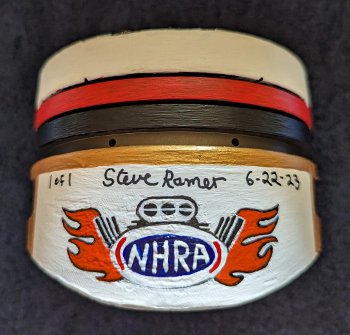 1 of 1 Steve Ramer 6-22-23
NHRA